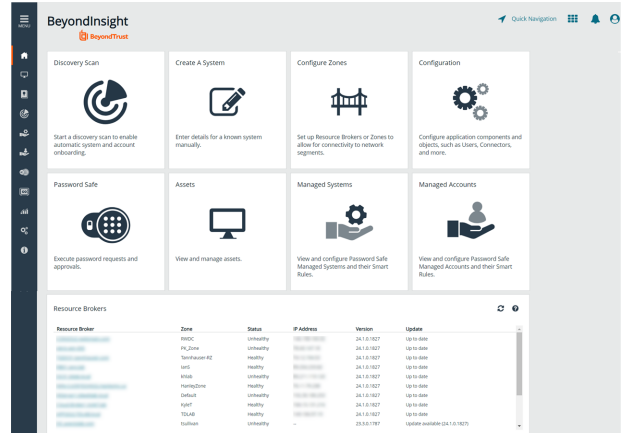 MENU
BeyondInsight
BeyondTrust
Quick Navigation
Discovery Scan
Start a discovery scan to enable
automatic system and account
onboarding.
Create A System
Enter details for a known system
manually.
Configure Zones
Set up Resource Brokers or Zones to
allow for connectivity to network
segments.
Configuration
Configure application components and
objects, such as Users, Connectors,
and more.
Password Safe
Execute password requests and
approvals.
Assets
View and manage assets.
Managed Systems
View and configure Password Safe
Managed Systems and their Smart
Rules.
Managed Accounts
View and configure Password Safe
Managed Accounts and their Smart
Rules.
Resource Brokers
Resource Broker Zone Status IP Address Version Update
RWDC Unhealthy 24.1.0.1827 Up to date
PX_Zone Unhealthy 24.1.0.1827 Up to date
Tannhauser-RZ Healthy 24.1.0.1827 Up to date
IanS Healthy 24.1.0.1827 Up to date
Unhealthy 24.1.0.1827 Up to date
HanleyZone Healthy 24.1.0.1827 Up to date
Default Unhealthy 24.1.0.1827 Up to date
KyleT Healthy 24.1.0.1827 Up to date
TDLAB Healthy 24.1.0.1827 Up to date
tsullivan Unhealthy – 23.3.0.1787 Update available (24.1.0.1827)